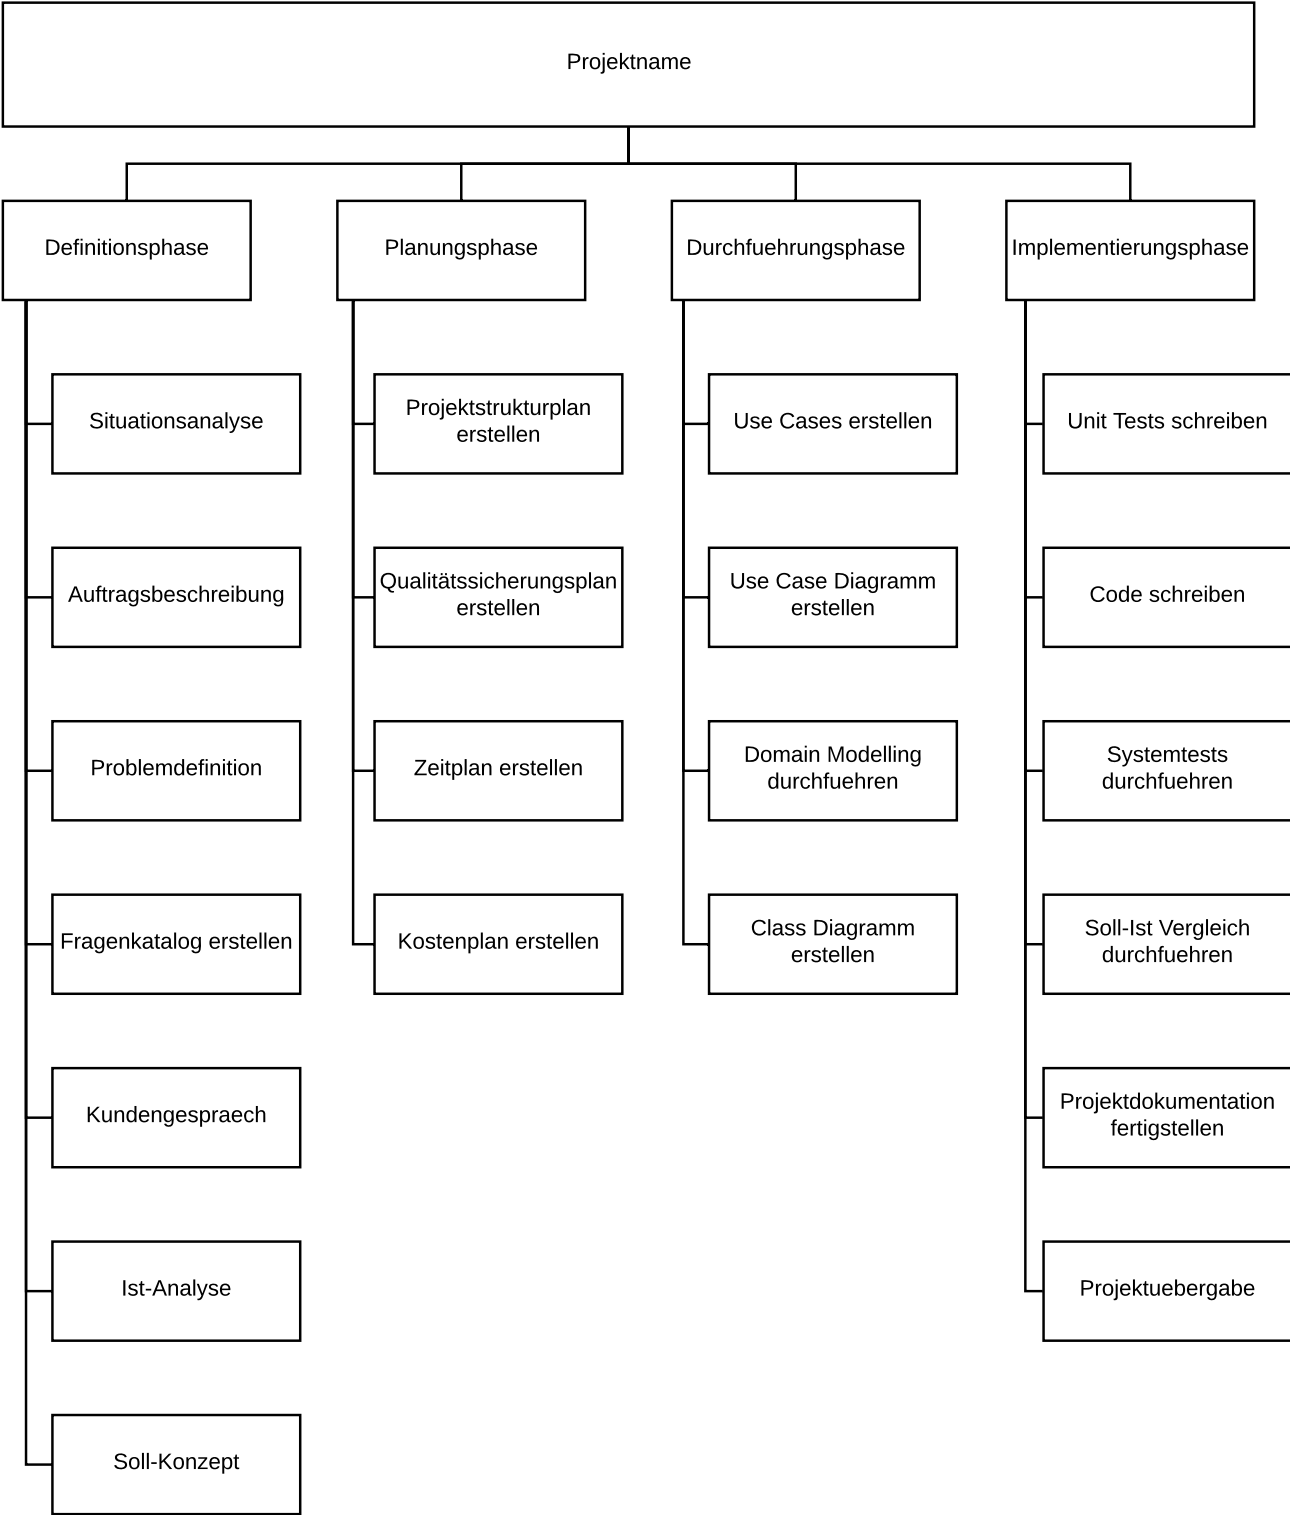 Projektname
Definitionsphase
Planungsphase
Durchfuehrungsphase
Implementierungsphase
Situationsanalyse
Auftragsbeschreibung
Problemdefinition
Fragenkatalog erstellen
Kundengespraech
Ist-Analyse
Soll-Konzept
Projektstrukturplan
erstellen
Qualitätssicherungsplan
erstellen
Zeitplan erstellen
Kostenplan erstellen
Use Cases erstellen
Use Case Diagramm
erstellen
Domain Modelling
durchfuehren
Class Diagramm
erstellen
Unit Tests schreiben
Code schreiben
Systemtests
durchfuehren
Soll-Ist Vergleich
durchfuehren
Projektdokumentation
fertigstellen
Projektuebergabe